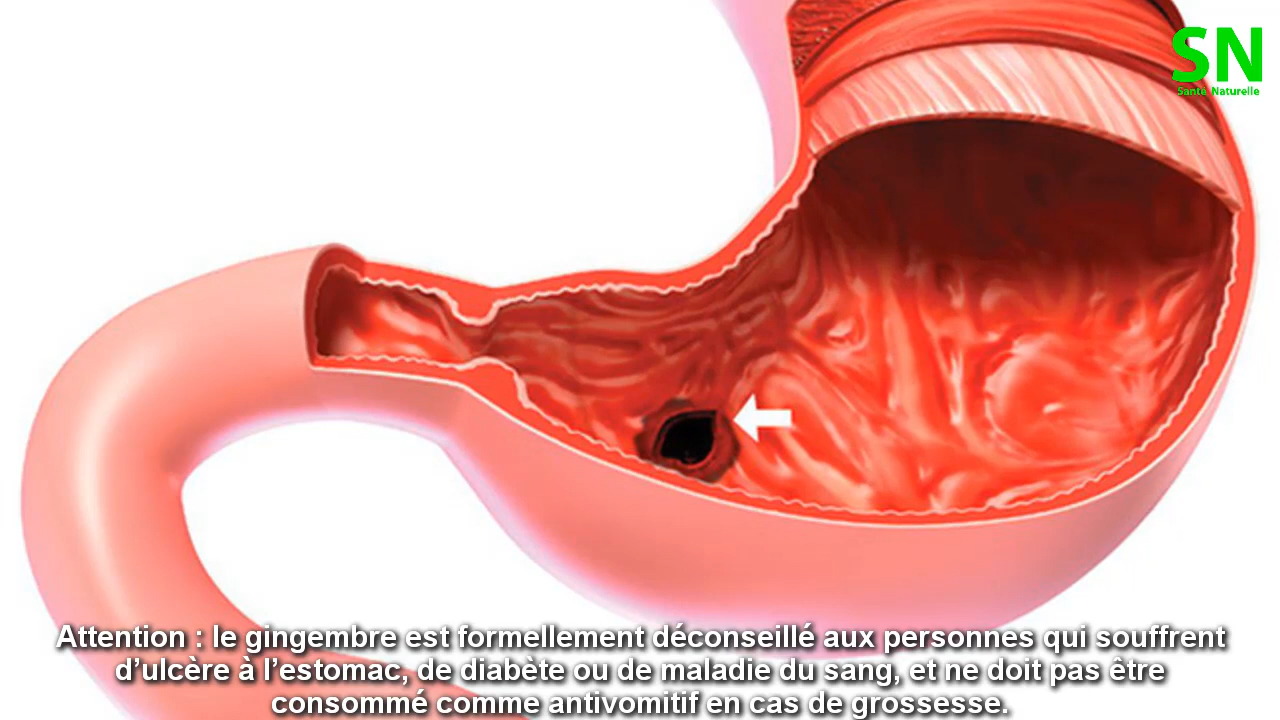 SN
Santé Naturelle
Attention : le gingembre est formellement déconseillé aux personnes qui souffrent
d’ulcère à l’estomac, de diabète ou de maladie du sang, et ne doit pas être
consommé comme antivomitif en cas de grossesse.